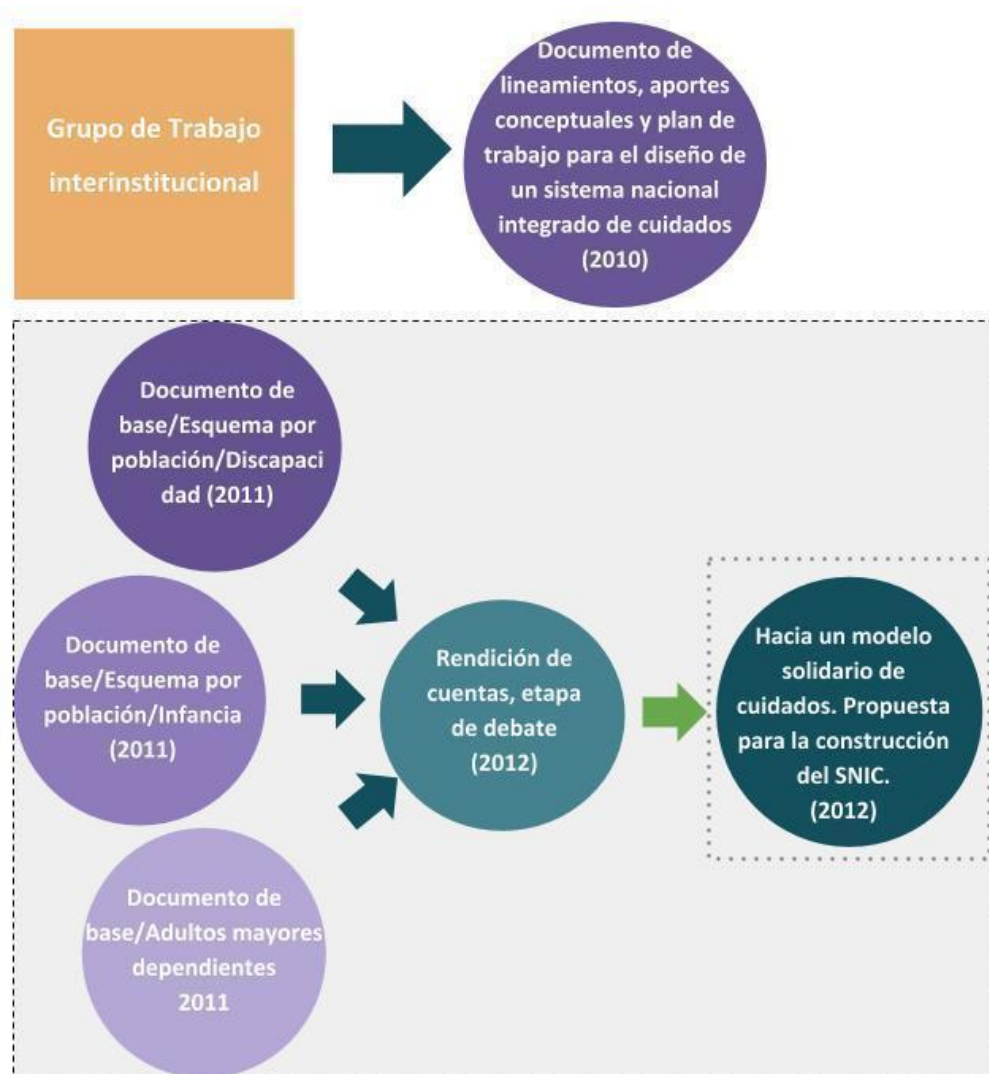 Grupo de Trabajo
interinstitucional
Documento de
lineamientos, aportes
conceptuales y plan de
trabajo para el diseño de
un sistema nacional
integrado de cuidados
(2010)
Documento de
base/Esquema por
población/Discapaci
dad (2011)
Documento de
base/Esquema por
población/Infancia
(2011)
Documento de
base/Adultos mayores
dependientes
2011
Rendición de
cuentas, etapa
de debate
(2012)
Hacia un modelo
solidario de
cuidados. Propuesta
para la construcción
del SNIC.
(2012)